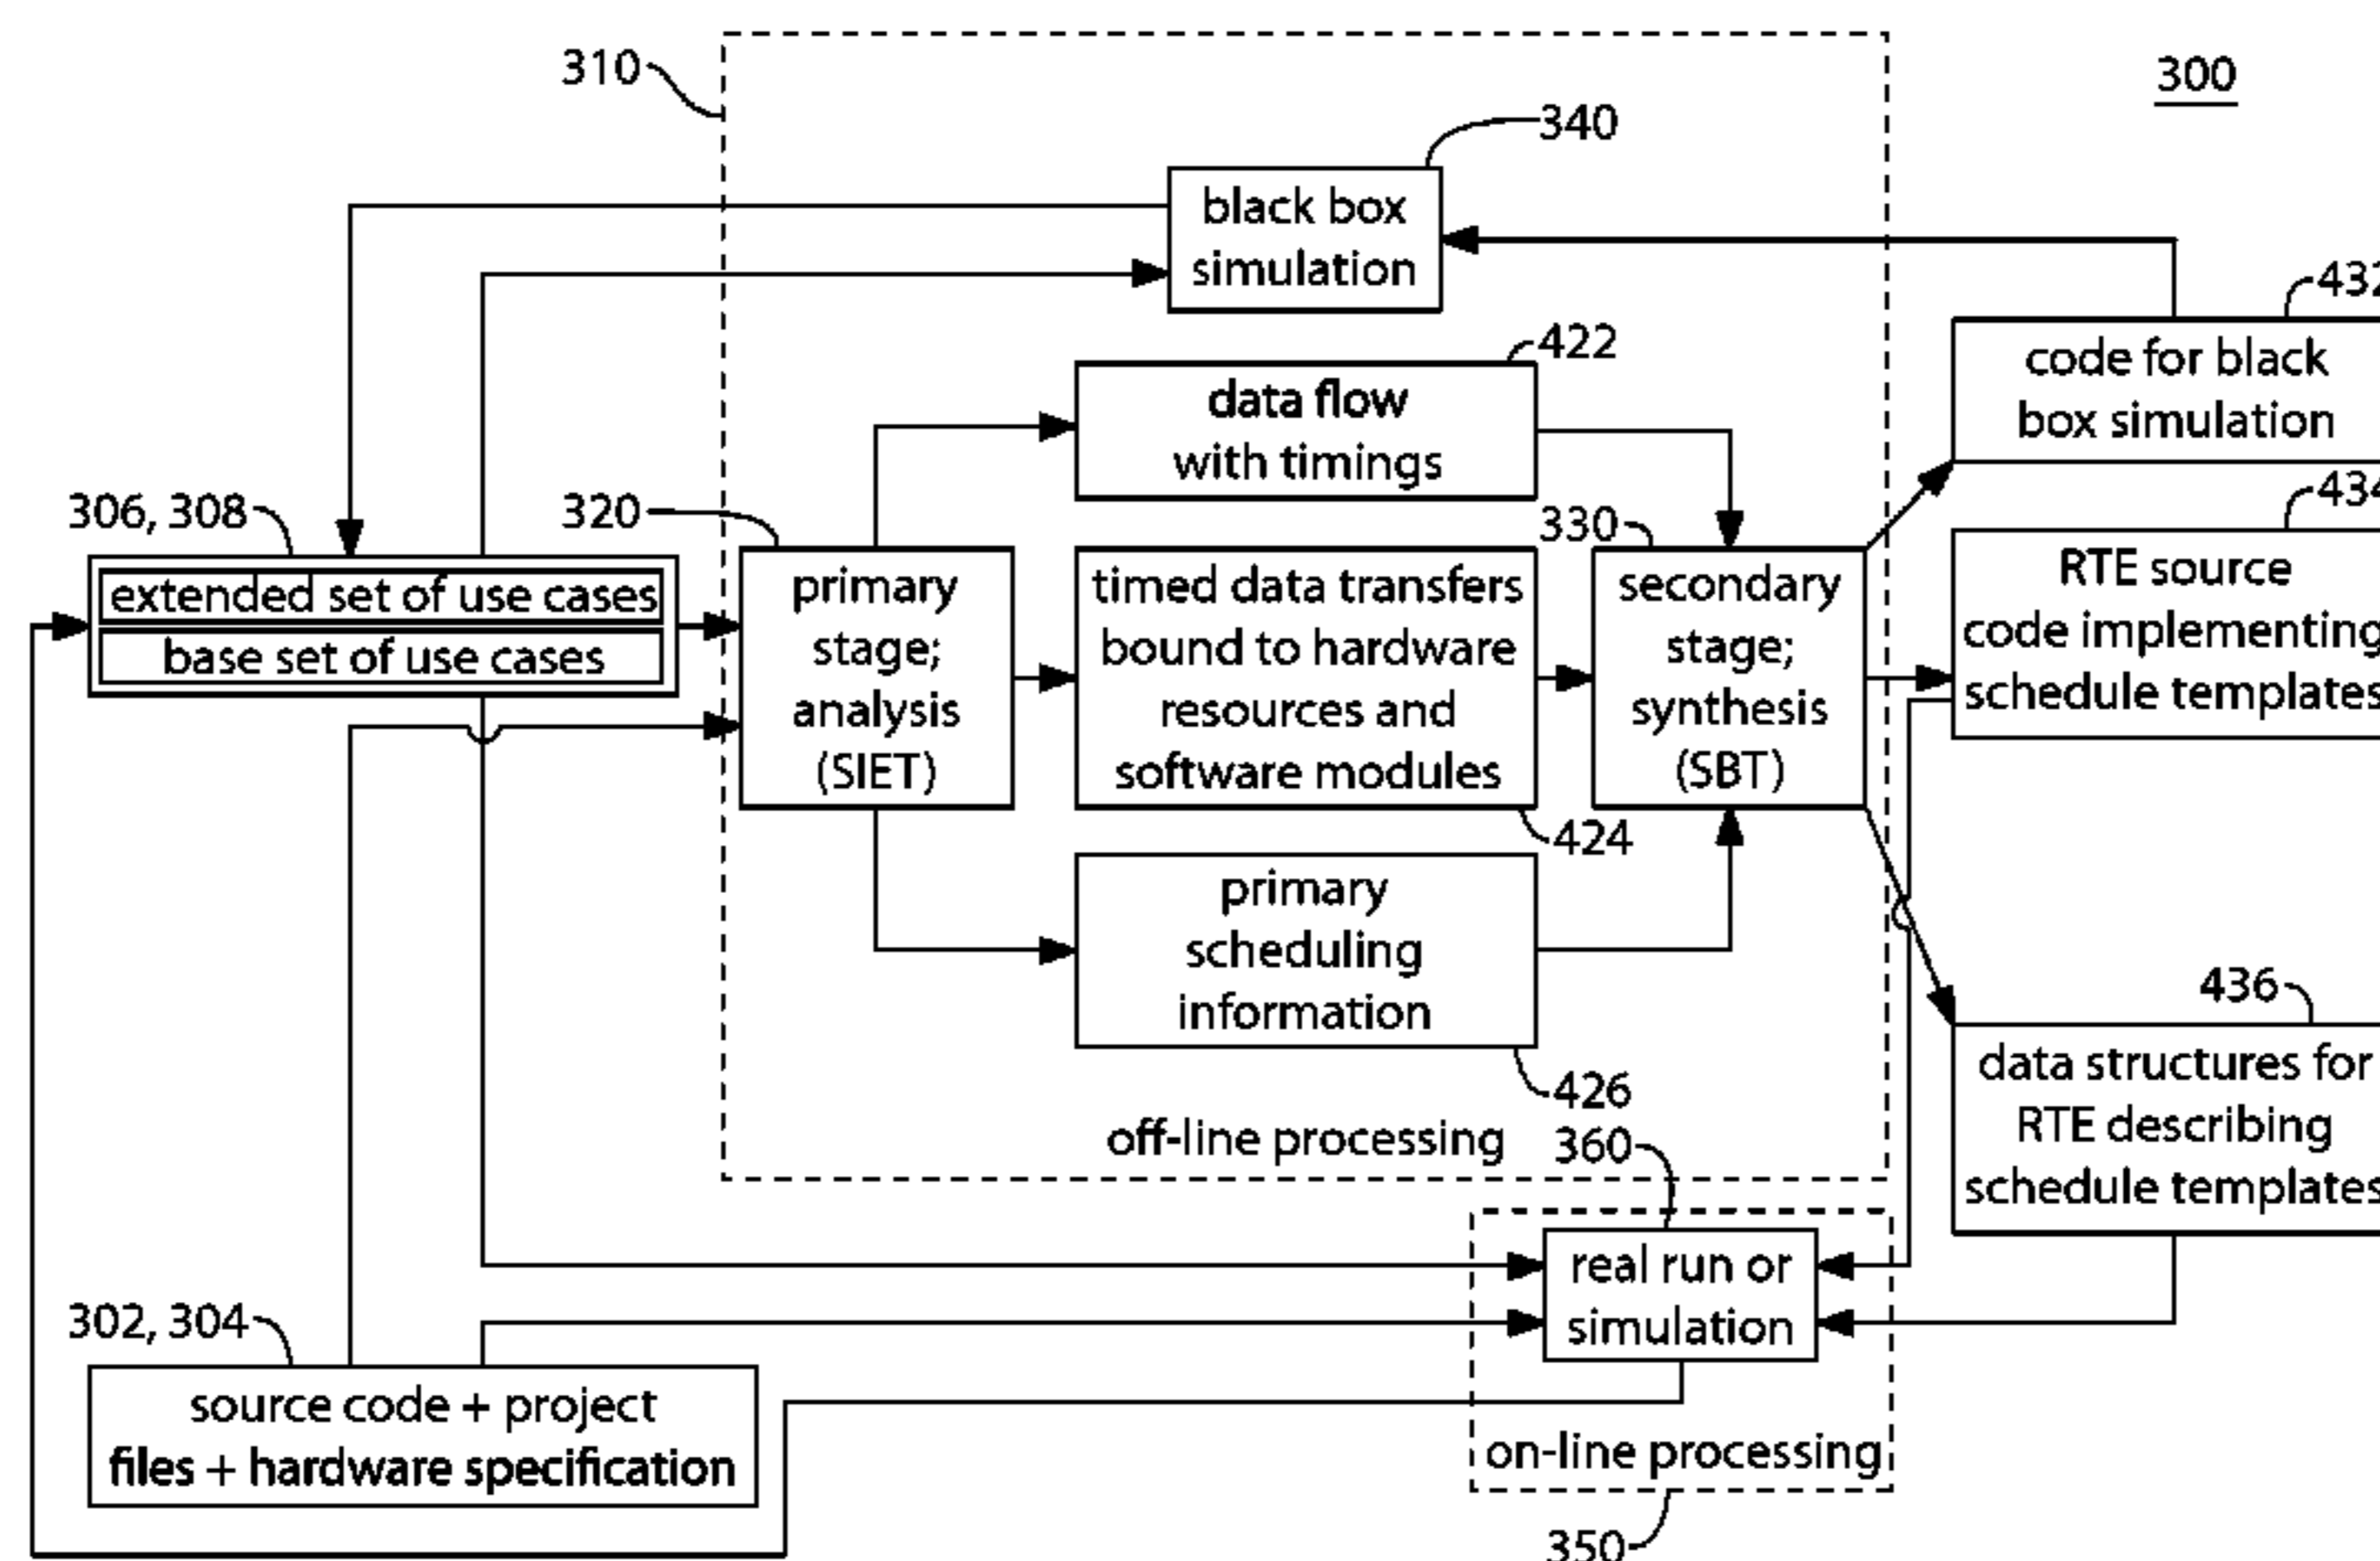 310
300
340
black box
simulation
432
code for black
box simulation
422
data flow
with timings
306, 308
extended set of use cases
base set of use cases
320
primary
stage;
analysis
(SIET)
timed data transfers
bound to hardware
resources and
software modules
424
330
secondary
stage;
synthesis
(SBT)
434
RTE source
code implementing
schedule templates
primary
scheduling
information
426
off-line processing
436
data structures for
RTE describing
schedule templates
360
real run or
simulation
on-line processing
350
302, 304
source code + project
files + hardware specification